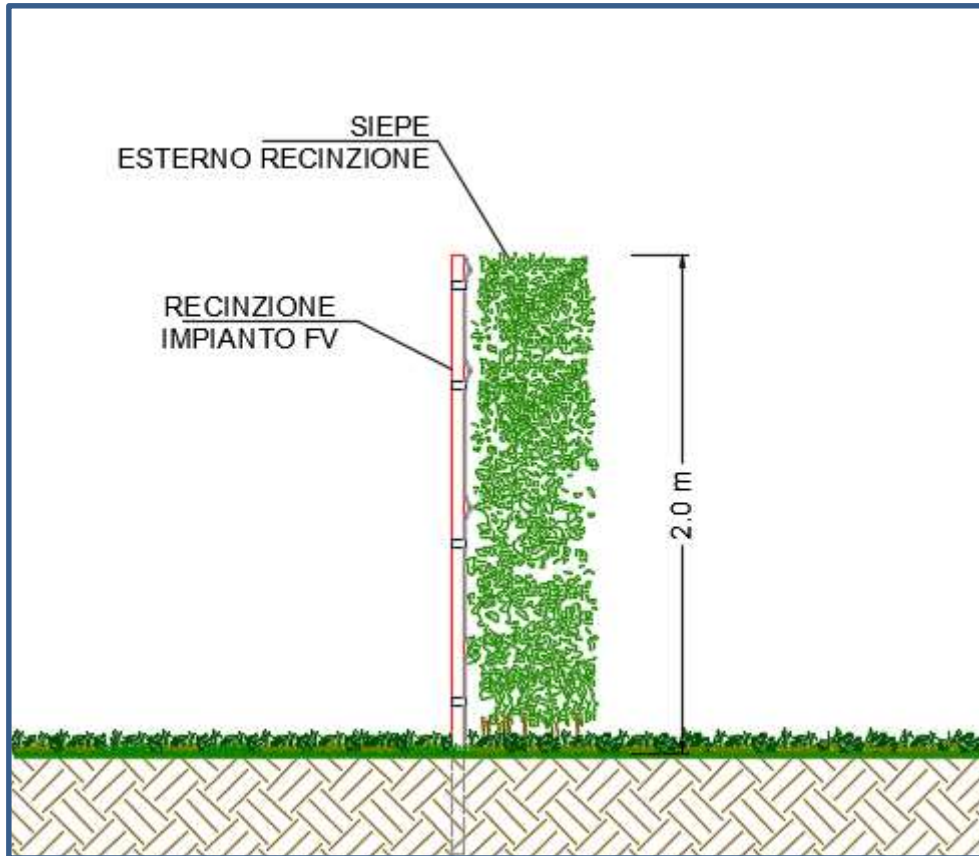 SIEPE
ESTERNO RECINZIONE
RECINZIONE
IMPIANTO FV
2.0 m